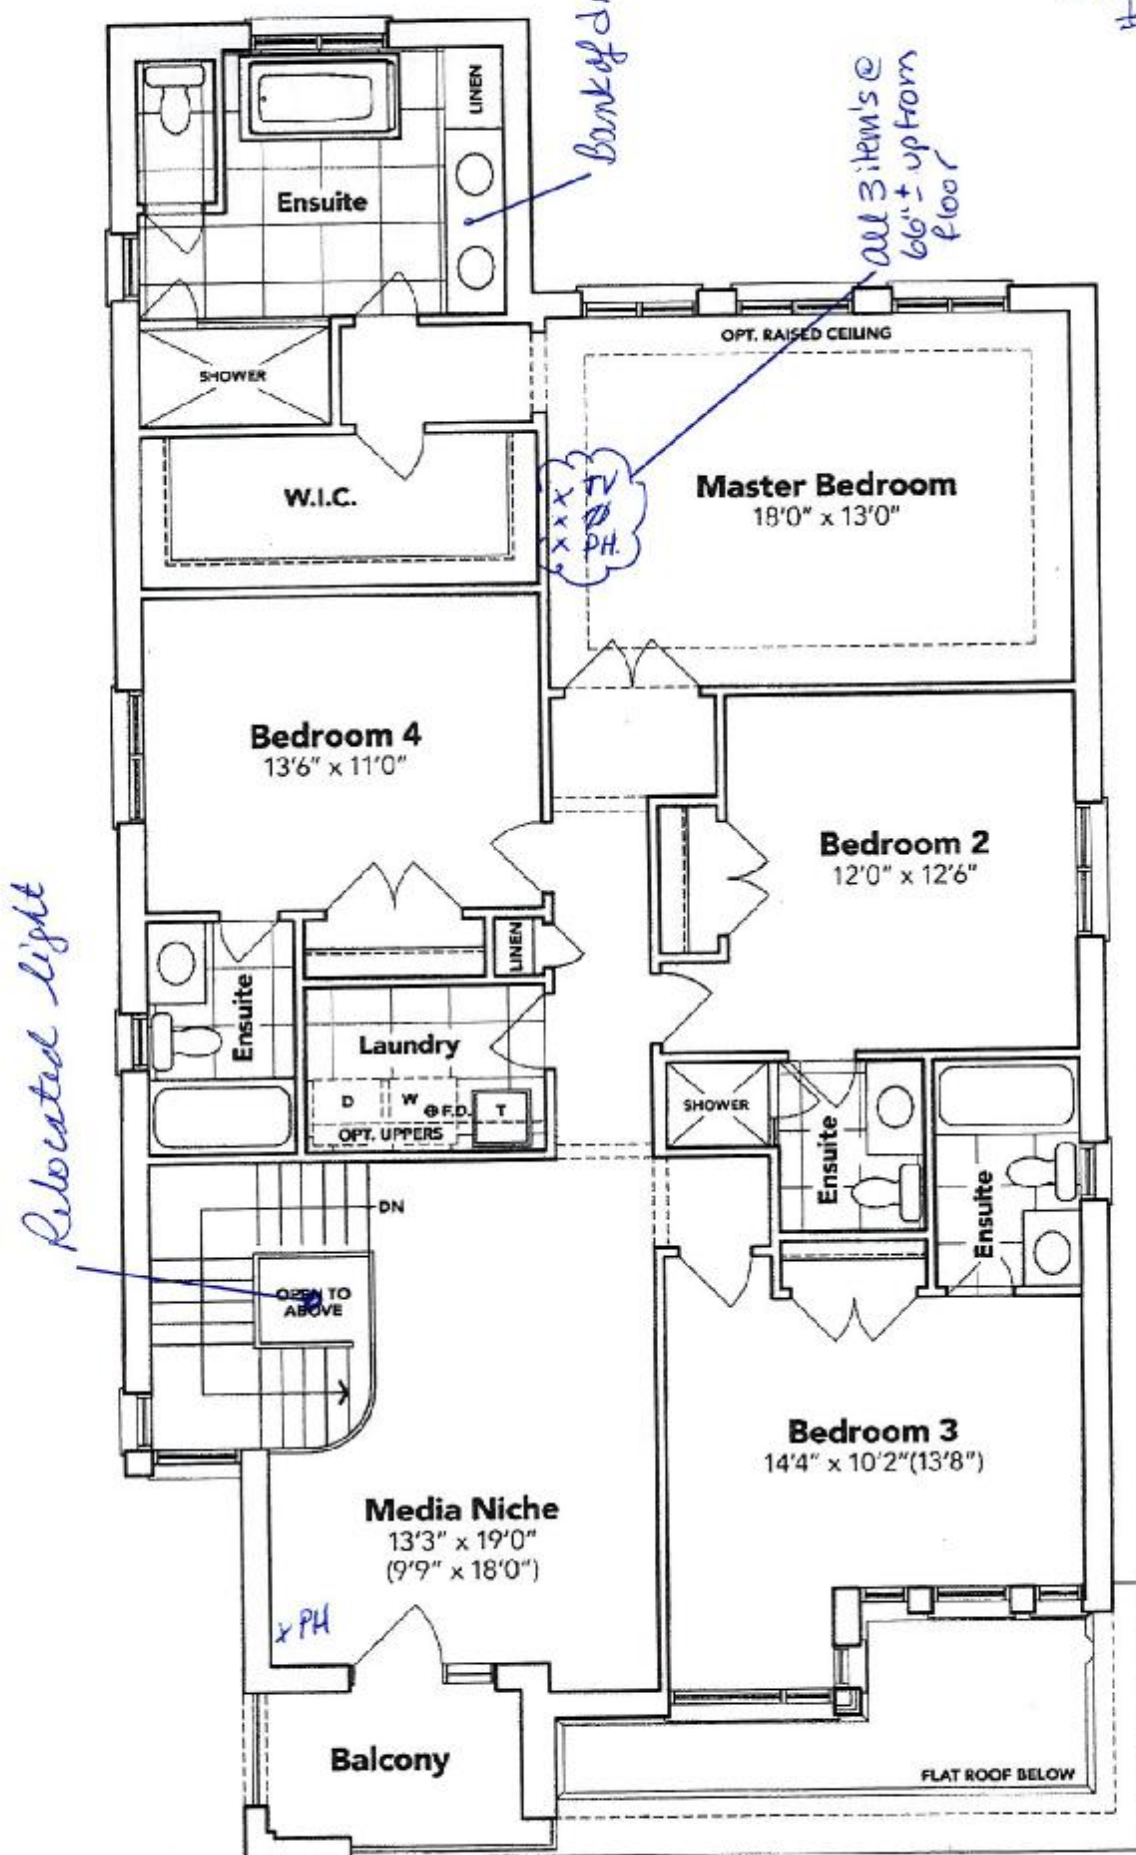 Bank of
LINEN
Ensuite
all 3 item's @
66" ± up from
floor
OPT. RAISED CEILING
SHOWER
W.I.C.
x TV
x
x PH.
Master Bedroom
18'0" x 13'0"
Bedroom 4
13'6" x 11'0"
Bedroom 2
12'0" x 12'6"
Relocated light
LINEN
Ensuite
Laundry
D
W
F.D.
T
OPT. UPPERS
SHOWER
Ensuite
Ensuite
DN
OPEN TO
ABOVE
Bedroom 3
14'4" x 10'2"(13'8")
Media Niche
13'3" x 19'0"
(9'9" x 18'0")
x PH
Balcony
FLAT ROOF BELOW